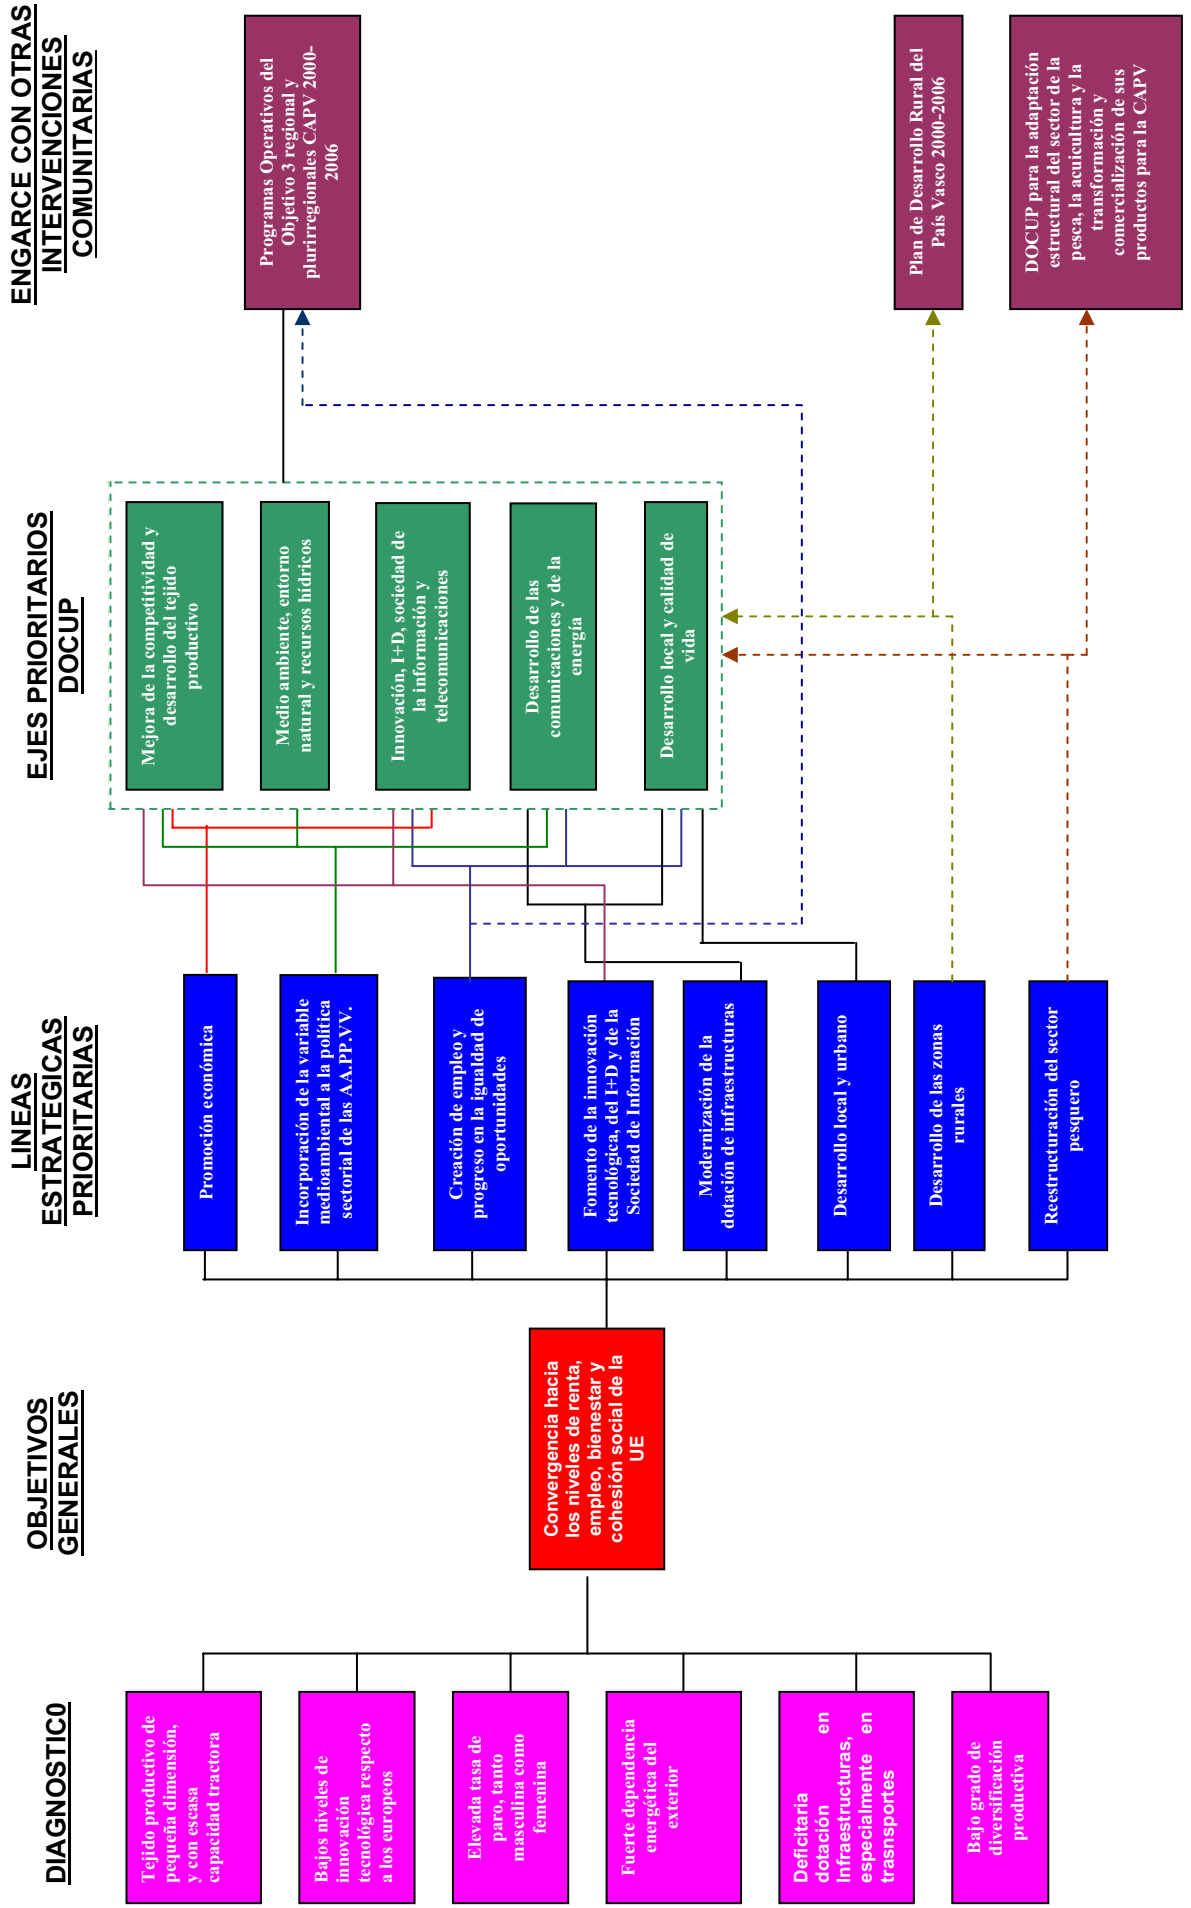 DIAGNOSTIC0
Tejido productivo de
pequeña dimensión,
y con escasa
capacidad tractora
Bajos niveles de
innovación
tecnológica respecto
a los europeos
Elevada tasa de
paro, tanto
masculina como
femenina
Fuerte dependencia
energética del
exterior
Deficitaria
dotación en
Infraestructuras,
especialmente en
trasnsportes
Bajo grado de
diversificación
productiva
OBJETIVOS
GENERALES
Convergencia hacia
los niveles de renta,
empleo, bienestar y
cohesión social de la
UE
LINEAS
ESTRATEGICAS
PRIORITARIAS
Promoción económica
Incorporación de la variable
medioambiental a la política
sectorial de las AA.PP.VV.
Creación de empleo y
progreso en la igualdad de
oportunidades
Fomento de la innovación
tecnológica, del I+D y de la
Sociedad de Información
Modernización de la
dotación de infraestructuras
Desarrollo local y urbano
Desarrollo de las zonas
rurales
Reestructuración del sector
pesquero
EJES PRIORITARIOS
DOCUP
Mejora de la competitividad y
desarrollo del tejido
productivo
Medio ambiente, entorno
natural y recursos hídricos
Innovación, I+D, sociedad de
la información y
telecomunicaciones
Desarrollo de las
comunicaciones y de la
energía
Desarrollo local y calidad de
vida
ENGARCE CON OTRAS
INTERVENCIONES
COMUNITARIAS
Programas Operativos del
Objetivo 3 regional y
plurirregionales CAPV 2000-
2006
Plan de Desarrollo Rural del
País Vasco 2000-2006
DOCUP para la adaptación
estructural del sector de la
pesca, la acuicultura y la
transformación y
comercialización de sus
productos para la CAPV